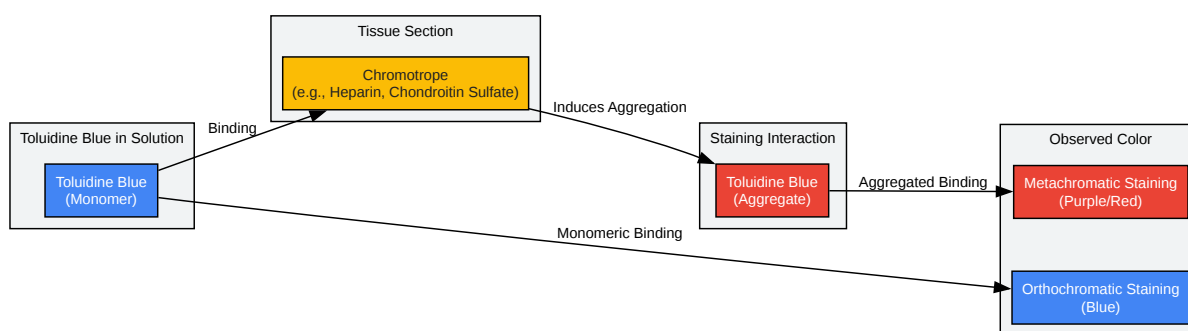 Tissue Section
Chromotrope
(e.g., Heparin, Chondroitin Sulfate)
Induces Aggregation
Binding
Toluidine Blue in Solution
Toluidine Blue
(Monomer)
Staining Interaction
Toluidine Blue
(Aggregate)
Aggregated Binding
Monomeric Binding
Observed Color
Metachromatic Staining
(Purple/Red)
Orthochromatic Staining
(Blue)